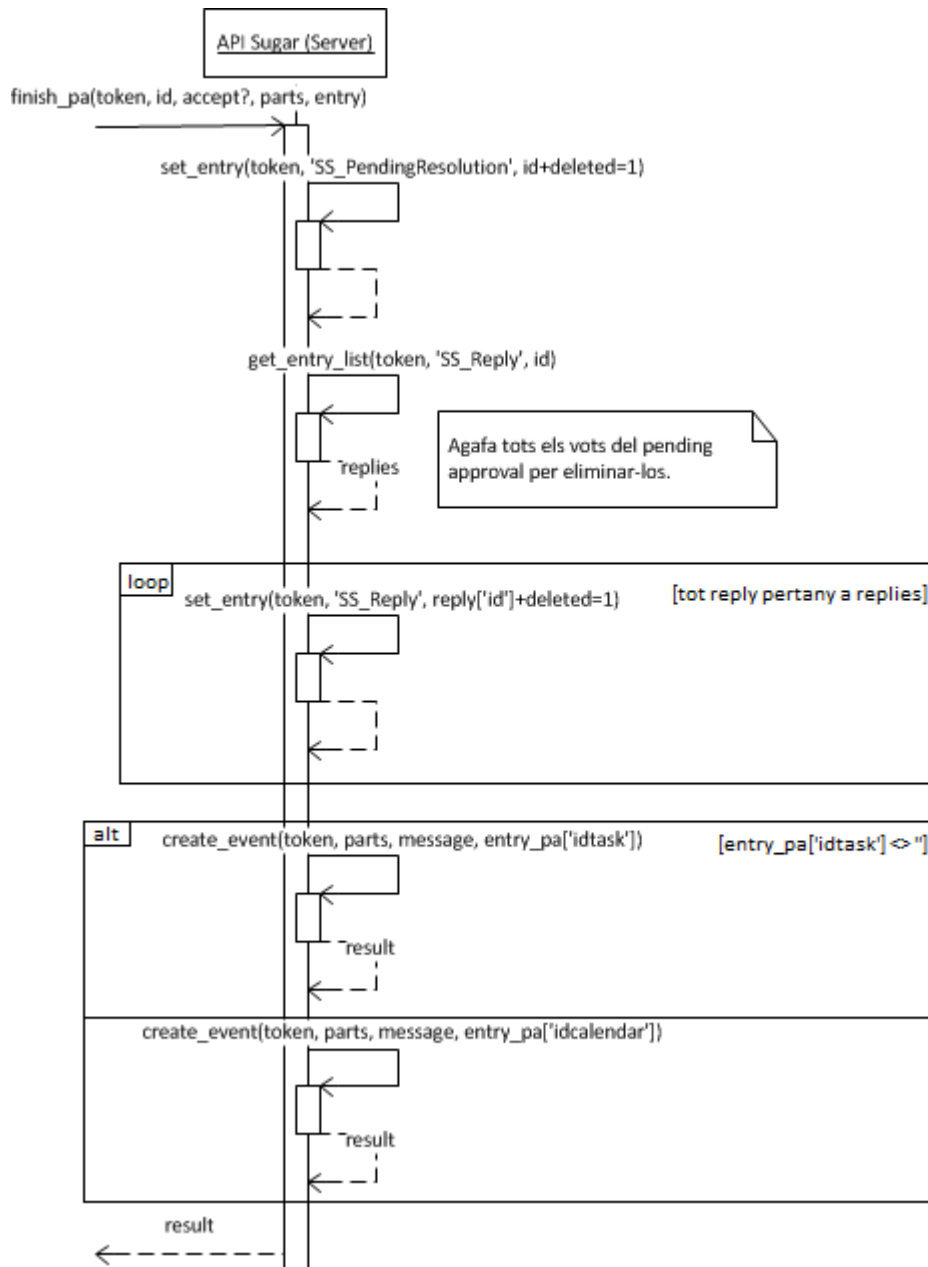 API Sugar (Server)
finish_pa(token, id, accept?, parts, entry)
set_entry(token, 'SS_PendingResolution', id+deleted=1)
get_entry_list(token, 'SS_Reply', id)
replies
Agafa tots els vots del pending
approval per eliminar-los.
loop
set_entry(token, 'SS_Reply', reply['id']+deleted=1)
[tot reply pertany a replies]
alt
create_event(token, parts, message, entry_pa['idtask'])
[entry_pa['idtask'] <> '']
result
create_event(token, parts, message, entry_pa['idcalendar'])
result
result